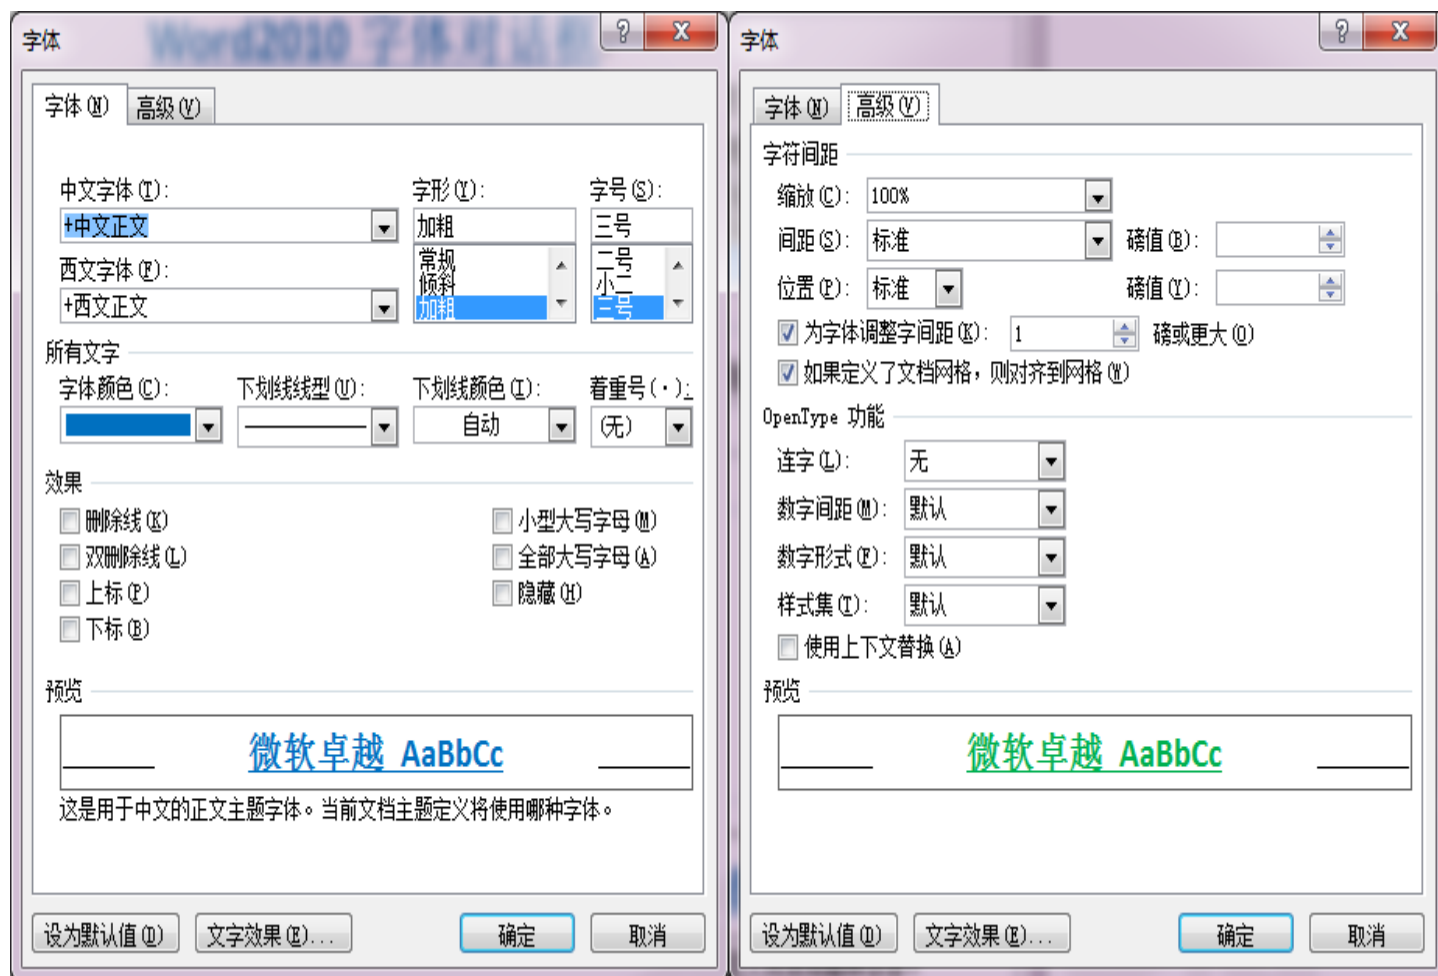 字体
Word2010 字体对话框
字体(N)
高级(V)
中文字体(T):
字形(Y):
字号(S):
+中文正文
加粗
三号
西文字体(F):
常规
倾斜
加粗
二号
小二
三号
+西文正文
所有文字
字体颜色(C):
下划线线型(U):
下划线颜色(I):
着重号(·):
自动
(无)
效果
删除线(K)
小型大写字母(M)
双删除线(L)
全部大写字母(A)
上标(P)
隐藏(H)
下标(B)
预览
微软卓越 AaBbCc
这是用于中文的正文主题字体。当前文档主题定义将使用哪种字体。
设为默认值(D)
文字效果(E)...
确定
取消
字体
字体(N)
高级(V)
字符间距
缩放(C): 100%
间距(S): 标准 磅值(B):
位置(P): 标准 磅值(Y):
为字体调整字间距(K): 1 磅或更大(O)
如果定义了文档网格，则对齐到网格(W)
OpenType 功能
连字(L): 无
数字间距(M): 默认
数字形式(F): 默认
样式集(T): 默认
使用上下文替换(A)
预览
微软卓越 AaBbCc
设为默认值(D)
文字效果(E)...
确定
取消